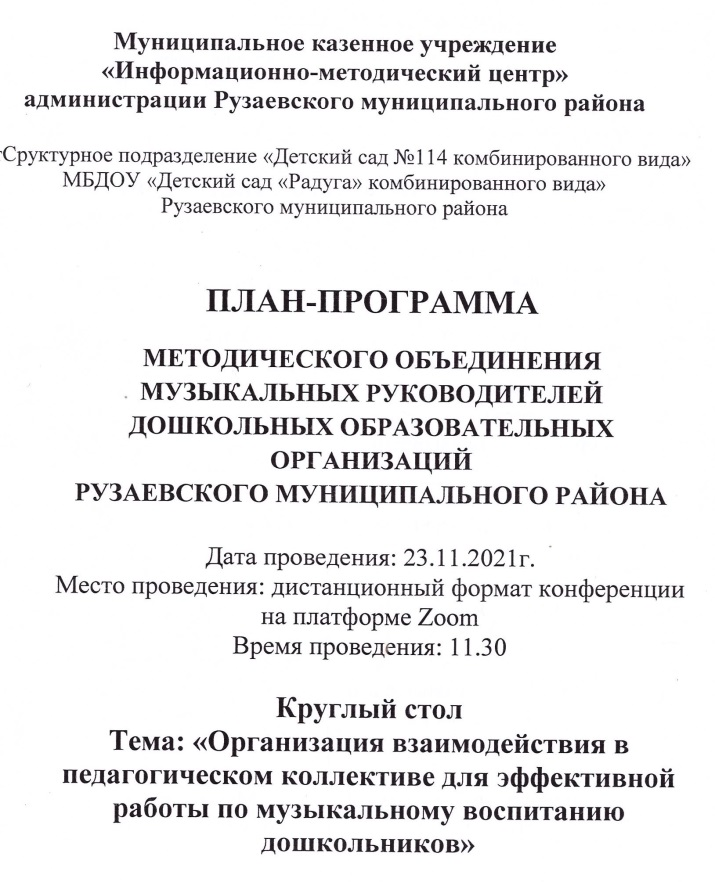 Муниципальное казенное учреждение
«Информационно-методический центр»
администрации Рузаевского муниципального района
Сруктурное подразделение «Детский сад №114 комбинированного вида»
МБДОУ «Детский сад «Радуга» комбинированного вида»
Рузаевского муниципального района
ПЛАН-ПРОГРАММА
МЕТОДИЧЕСКОГО ОБЪЕДИНЕНИЯ
МУЗЫКАЛЬНЫХ РУКОВОДИТЕЛЕЙ
ДОШКОЛЬНЫХ ОБРАЗОВАТЕЛЬНЫХ
ОРГАНИЗАЦИЙ
РУЗАЕВСКОГО МУНИЦИПАЛЬНОГО РАЙОНА
Дата проведения: 23.11.2021г.
Место проведения: дистанционный формат конференции
на платформе Zoom
Время проведения: 11.30
Круглый стол
Тема: «Организация взаимодействия в
педагогическом коллективе для эффективной
работы по музыкальному воспитанию
дошкольников»